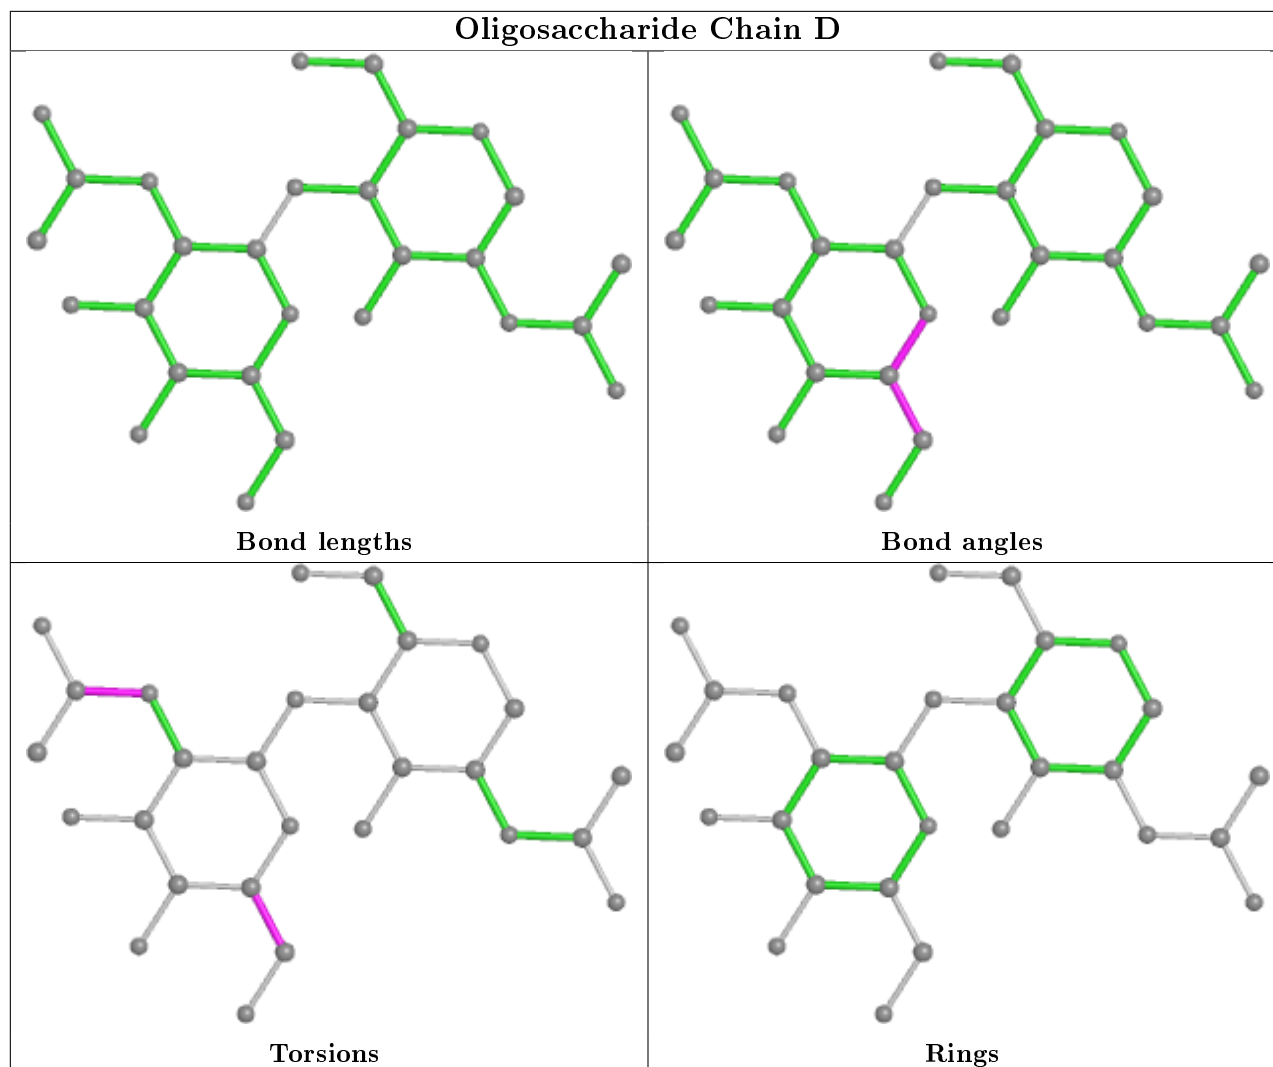 Oligosaccharide Chain D
Bond lengths
Bond angles
Torsions
Rings